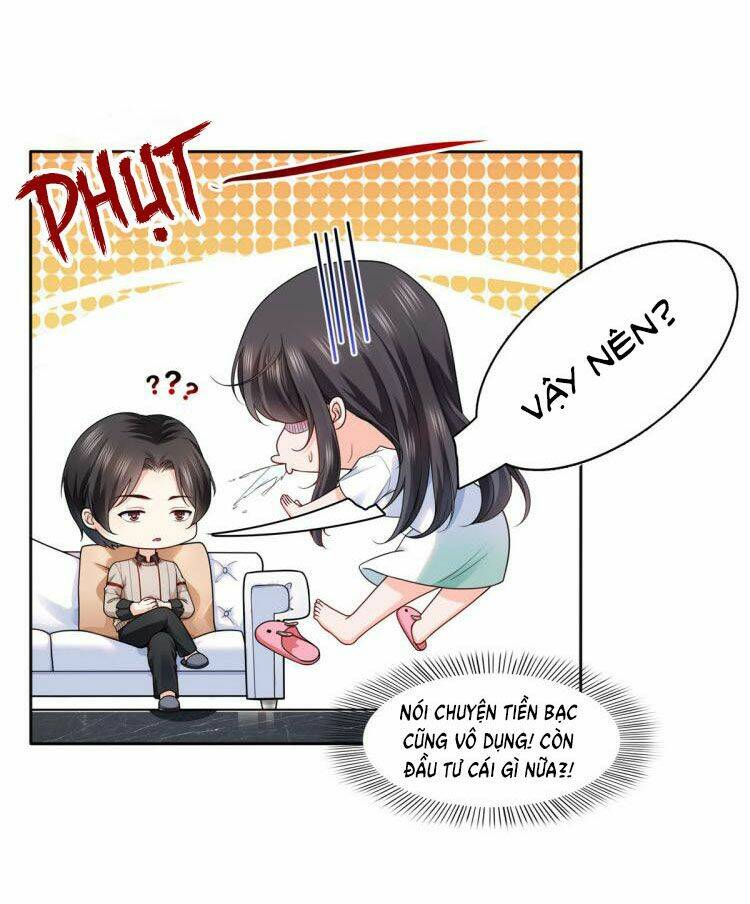 PHỤT
???
VẬY NÊN?
NÓI CHUYỆN TIỀN BẠC
CŨNG VÔ DỤNG! CÒN
ĐẦU TƯ CÁI GÌ NỮA?!